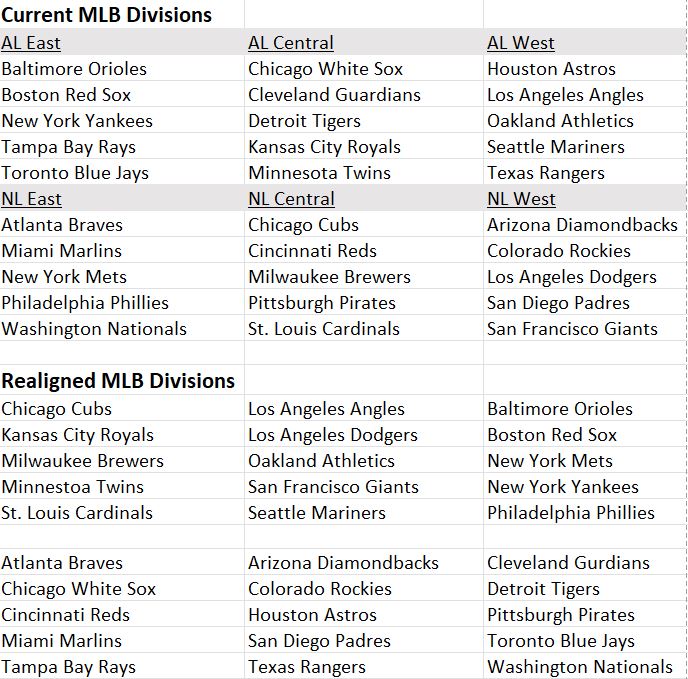 Current MLB Divisions
AL East AL Central AL West
Baltimore Orioles Chicago White Sox Houston Astros
Boston Red Sox Cleveland Guardians Los Angeles Angles
New York Yankees Detroit Tigers Oakland Athletics
Tampa Bay Rays Kansas City Royals Seattle Mariners
Toronto Blue Jays Minnesota Twins Texas Rangers
NL East NL Central NL West
Atlanta Braves Chicago Cubs Arizona Diamondbacks
Miami Marlins Cincinnati Reds Colorado Rockies
New York Mets Milwaukee Brewers Los Angeles Dodgers
Philadelphia Phillies Pittsburgh Pirates San Diego Padres
Washington Nationals St. Louis Cardinals San Francisco Giants
Realigned MLB Divisions
Chicago Cubs Los Angeles Angles Baltimore Orioles
Kansas City Royals Los Angeles Dodgers Boston Red Sox
Milwaukee Brewers Oakland Athletics New York Mets
Minnestoa Twins San Francisco Giants New York Yankees
St. Louis Cardinals Seattle Mariners Philadelphia Phillies
Atlanta Braves Arizona Diamondbacks Cleveland Gurdians
Chicago White Sox Colorado Rockies Detroit Tigers
Cincinnati Reds Houston Astros Pittsburgh Pirates
Miami Marlins San Diego Padres Toronto Blue Jays
Tampa Bay Rays Texas Rangers Washington Nationals